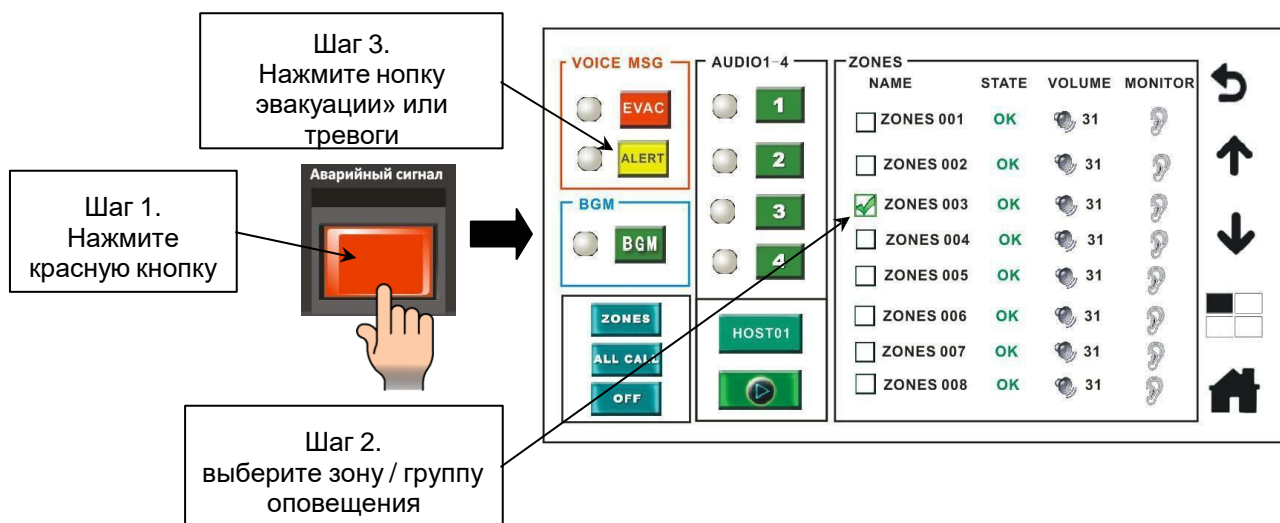 Шаг 3.
Нажмите нопку
эвакуации» или
тревоги
Аварийный сигнал
Шаг 1.
Нажмите
красную кнопку
Шаг 2.
выберите зону / группу
оповещения
VOICE MSG
EVAC
ALERT
BGM
BGM
ZONES
ALL CALL
OFF
AUDIO1-4
1
2
3
4
HOST01
ZONES
NAME STATE VOLUME MONITOR
ZONES 001 OK 31
ZONES 002 OK 31
ZONES 003 OK 31
ZONES 004 OK 31
ZONES 005 OK 31
ZONES 006 OK 31
ZONES 007 OK 31
ZONES 008 OK 31